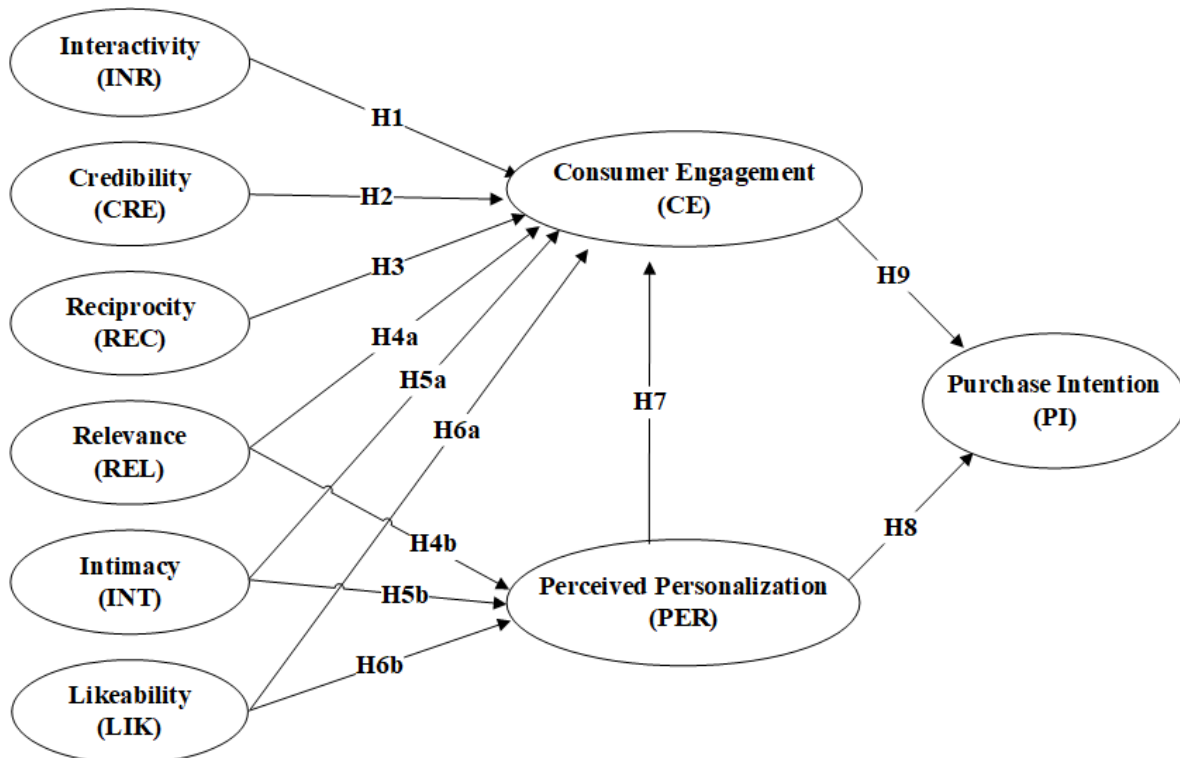 Interactivity
(INR)
H1
Credibility
(CRE)
H2
Consumer Engagement
(CE)
Reciprocity
(REC)
H3
H9
Relevance
(REL)
H4a
H5a
H6a
H7
Purchase Intention
(PI)
Intimacy
(INT)
H4b
H5b
H8
Perceived Personalization
(PER)
Likeability
(LIK)
H6b